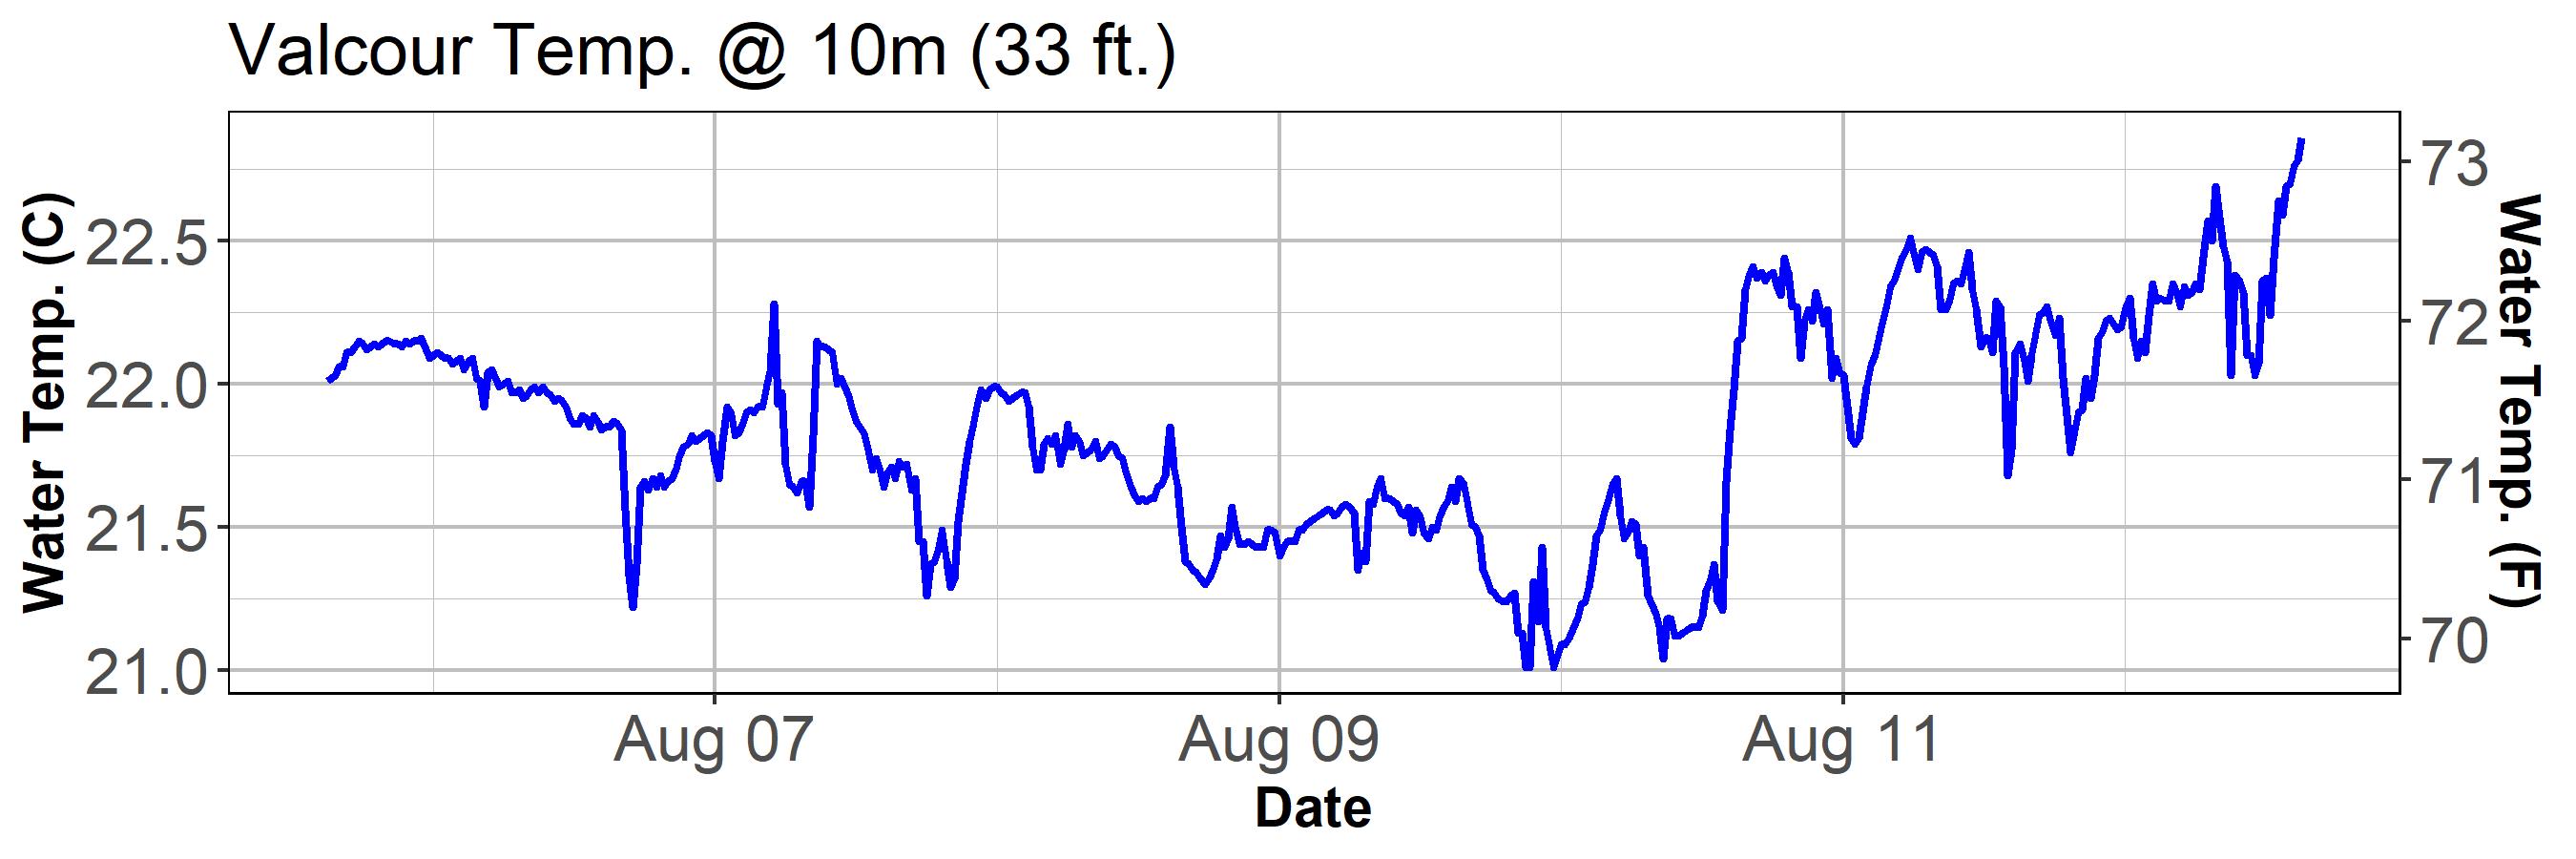 Valcour Temp. @ 10m (33 ft.)
Water Temp. (C)
22.5
22.0
21.5
21.0
73
72
71
70
Water Temp. (F)
Aug 07
Aug 09
Aug 11
Date